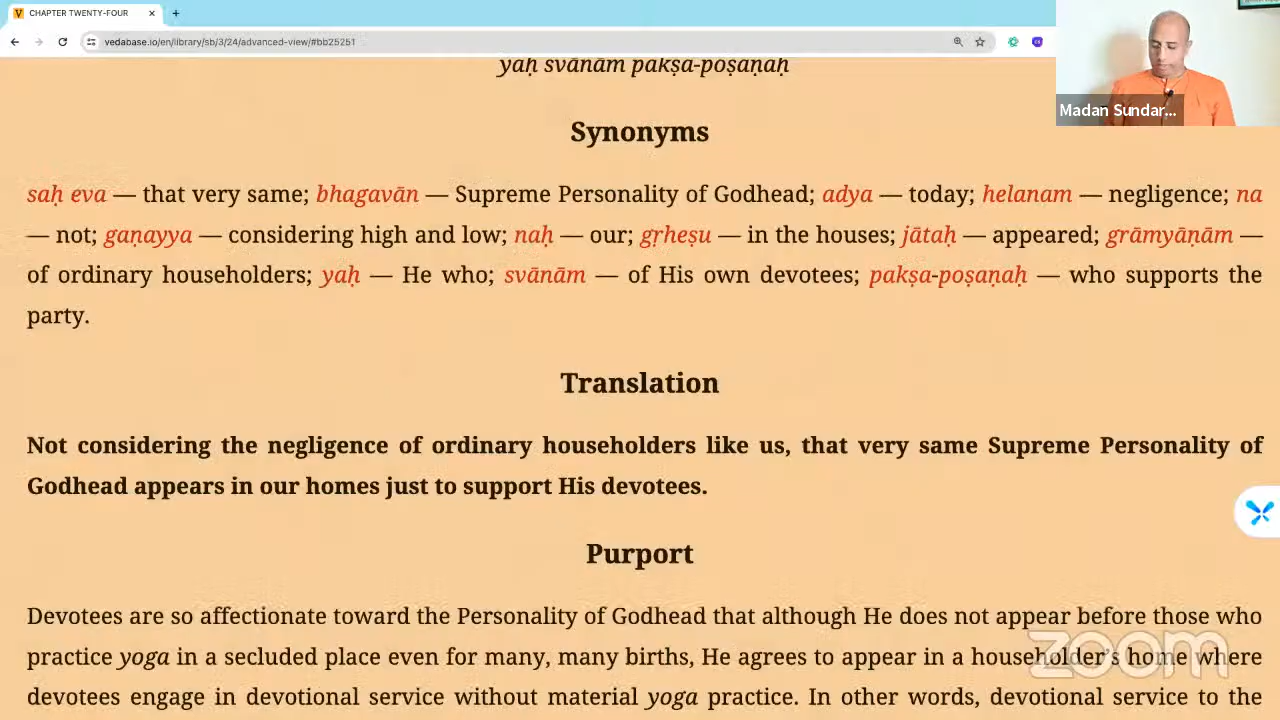 CHAPTER TWENTY-FOUR
vedabase.io/en/library/sb/3/24/advanced-view/#bb25251
Madan Sundar...
yaḥ svānām pakṣa-poṣaṇaḥ
Synonyms
saḥ eva — that very same; bhagavān — Supreme Personality of Godhead; adya — today; helanam — negligence; na
— not; gaṇayya — considering high and low; naḥ — our; gṛheṣu — in the houses; jātaḥ — appeared; grāmyāṇām —
of ordinary householders; yaḥ — He who; svānām — of His own devotees; pakṣa-poṣaṇaḥ — who supports the
party.
Translation
Not considering the negligence of ordinary householders like us, that very same Supreme Personality of
Godhead appears in our homes just to support His devotees.
Purport
Devotees are so affectionate toward the Personality of Godhead that although He does not appear before those who
practice yoga in a secluded place even for many, many births, He agrees to appear in a householder's home where
devotees engage in devotional service without material yoga practice. In other words, devotional service to the
zoom